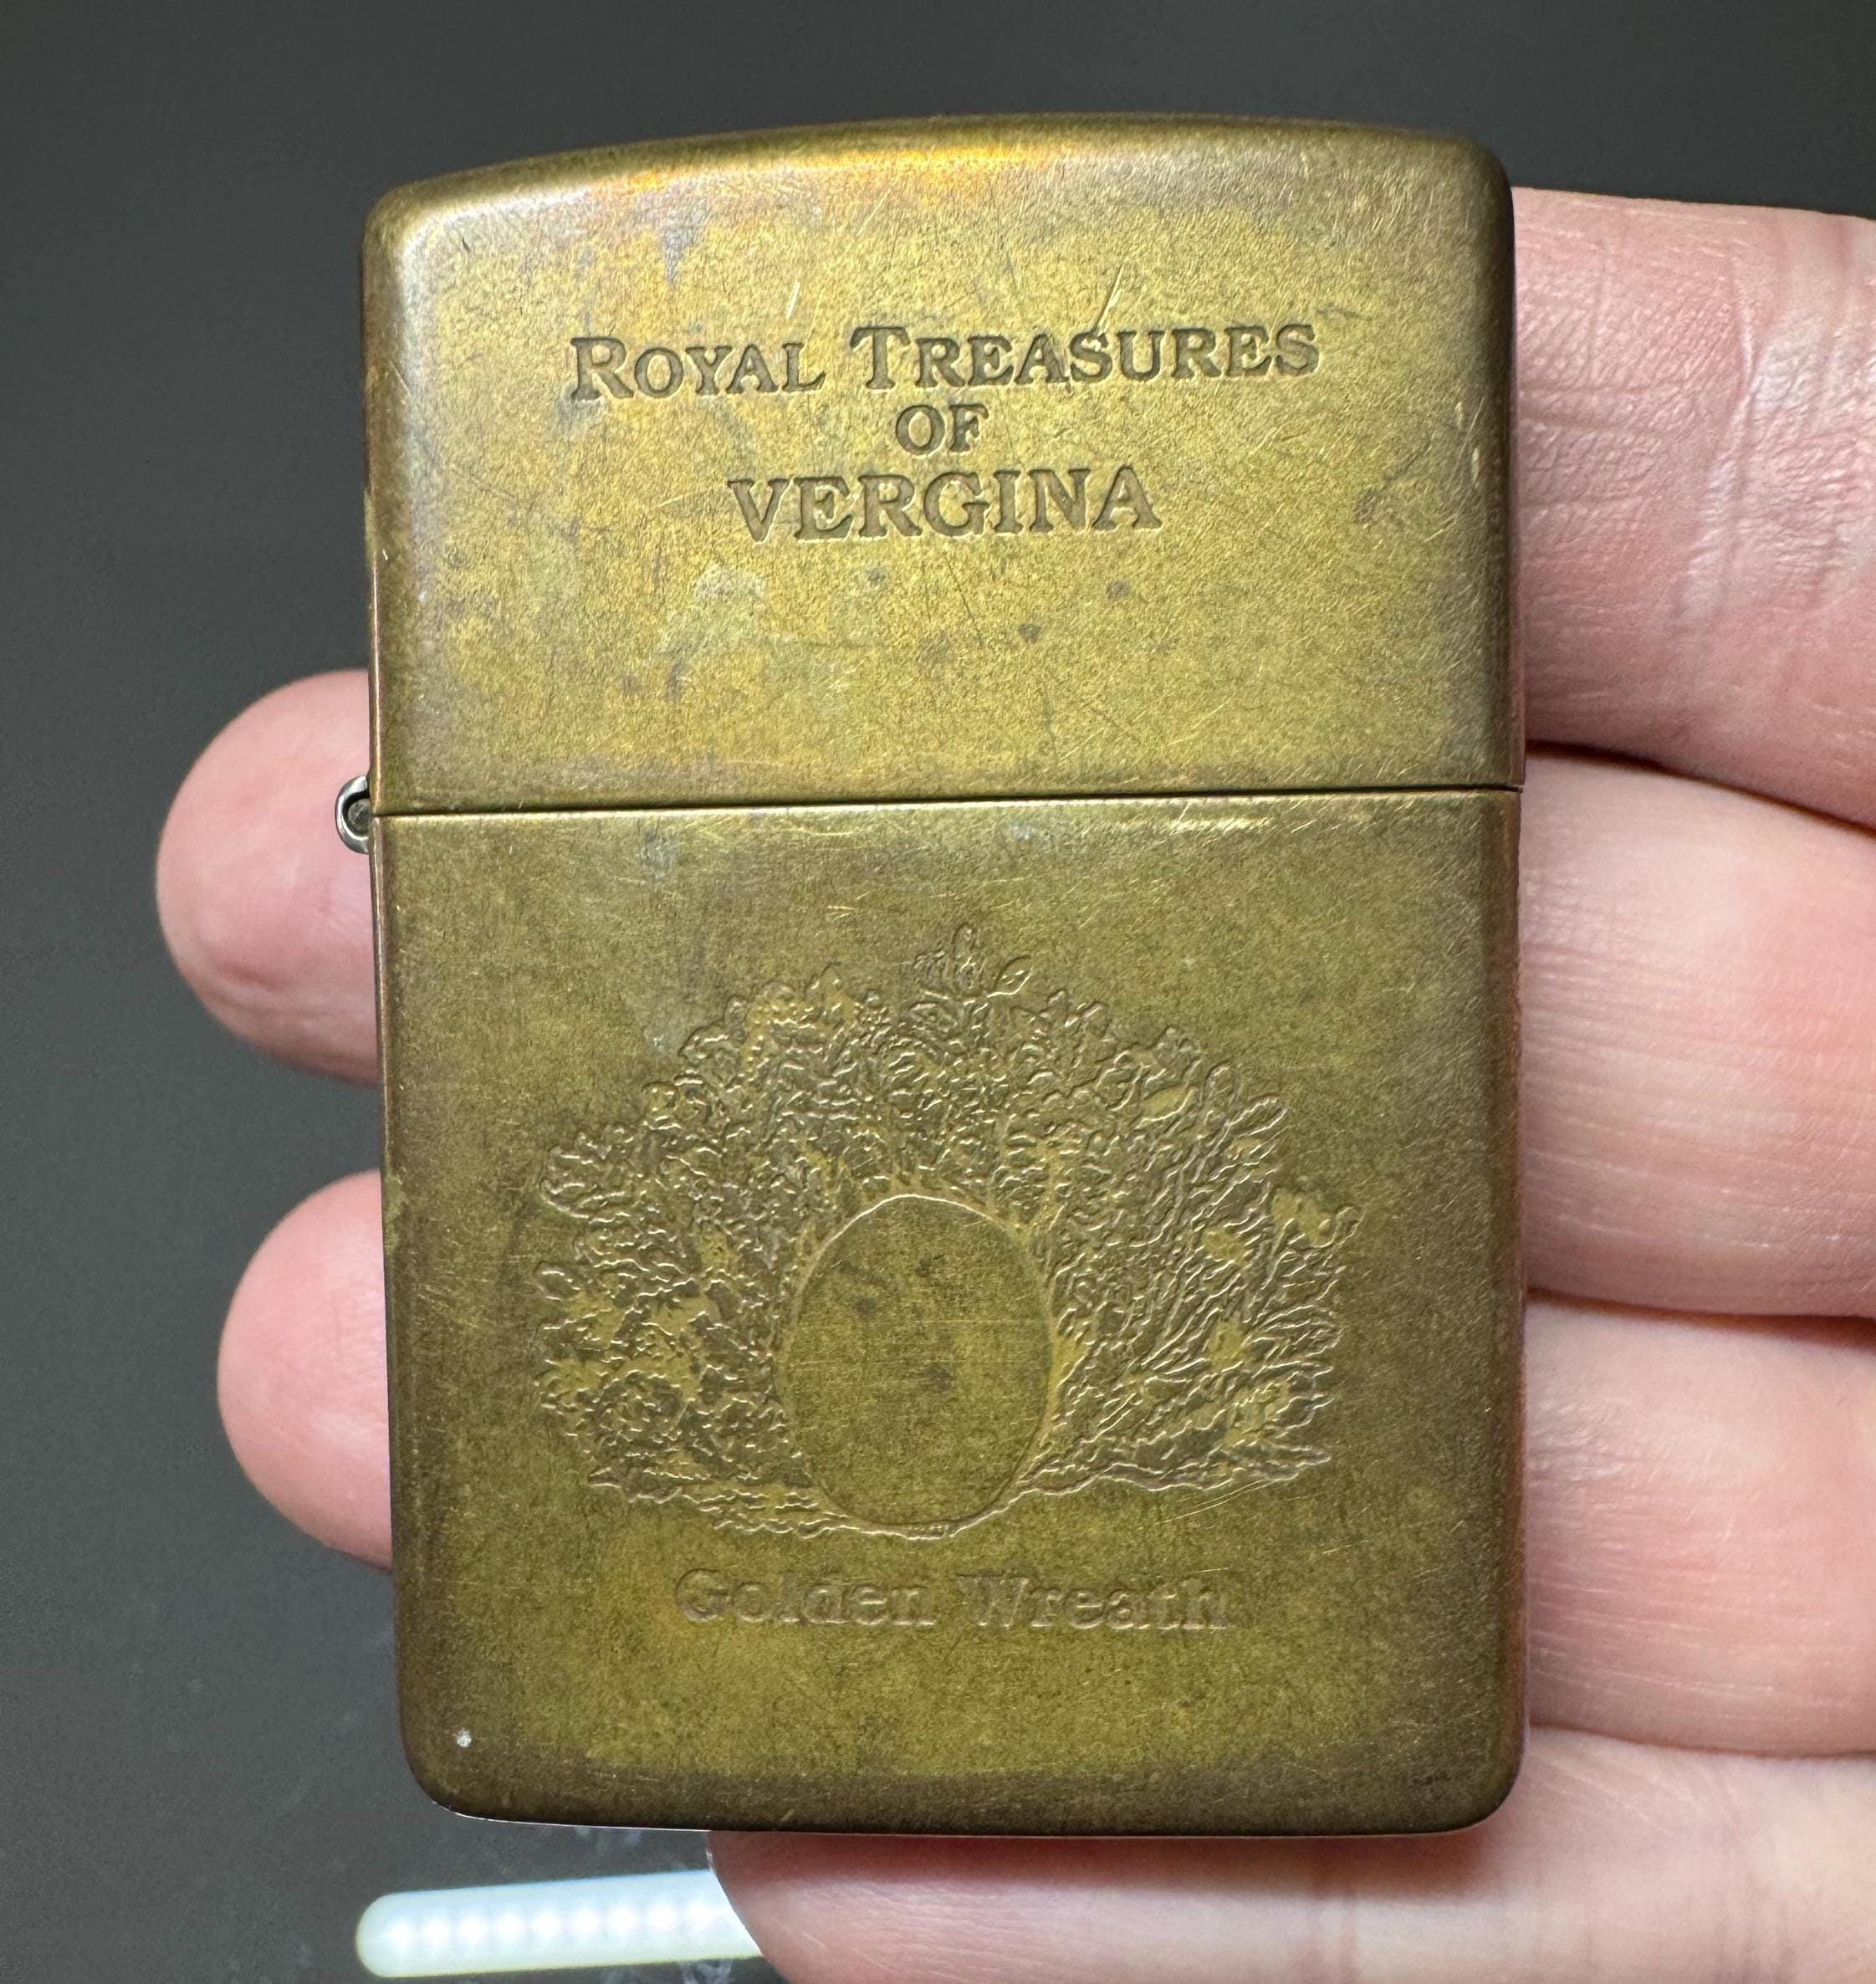 ROYAL TREASURES
OF
VERGINA
Golden Wreath